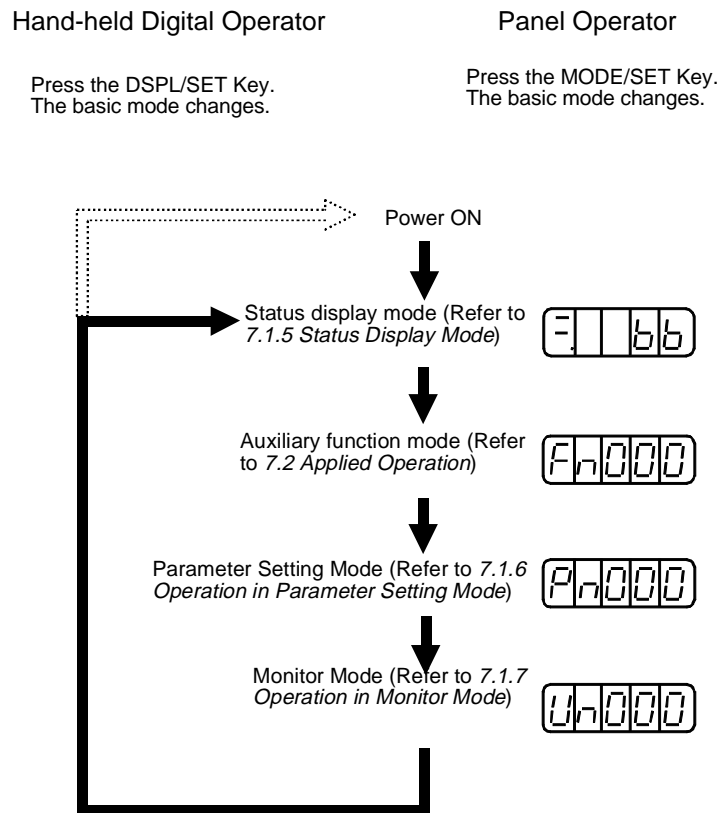 Hand-held Digital Operator
Panel Operator
Press the DSPL/SET Key.
The basic mode changes.
Press the MODE/SET Key.
The basic mode changes.
Power ON
Status display mode (Refer to
7.1.5 Status Display Mode)
bb
Auxiliary function mode (Refer
to 7.2 Applied Operation)
Fn000
Parameter Setting Mode (Refer to 7.1.6
Operation in Parameter Setting Mode)
Pn000
Monitor Mode (Refer to 7.1.7
Operation in Monitor Mode)
Un000